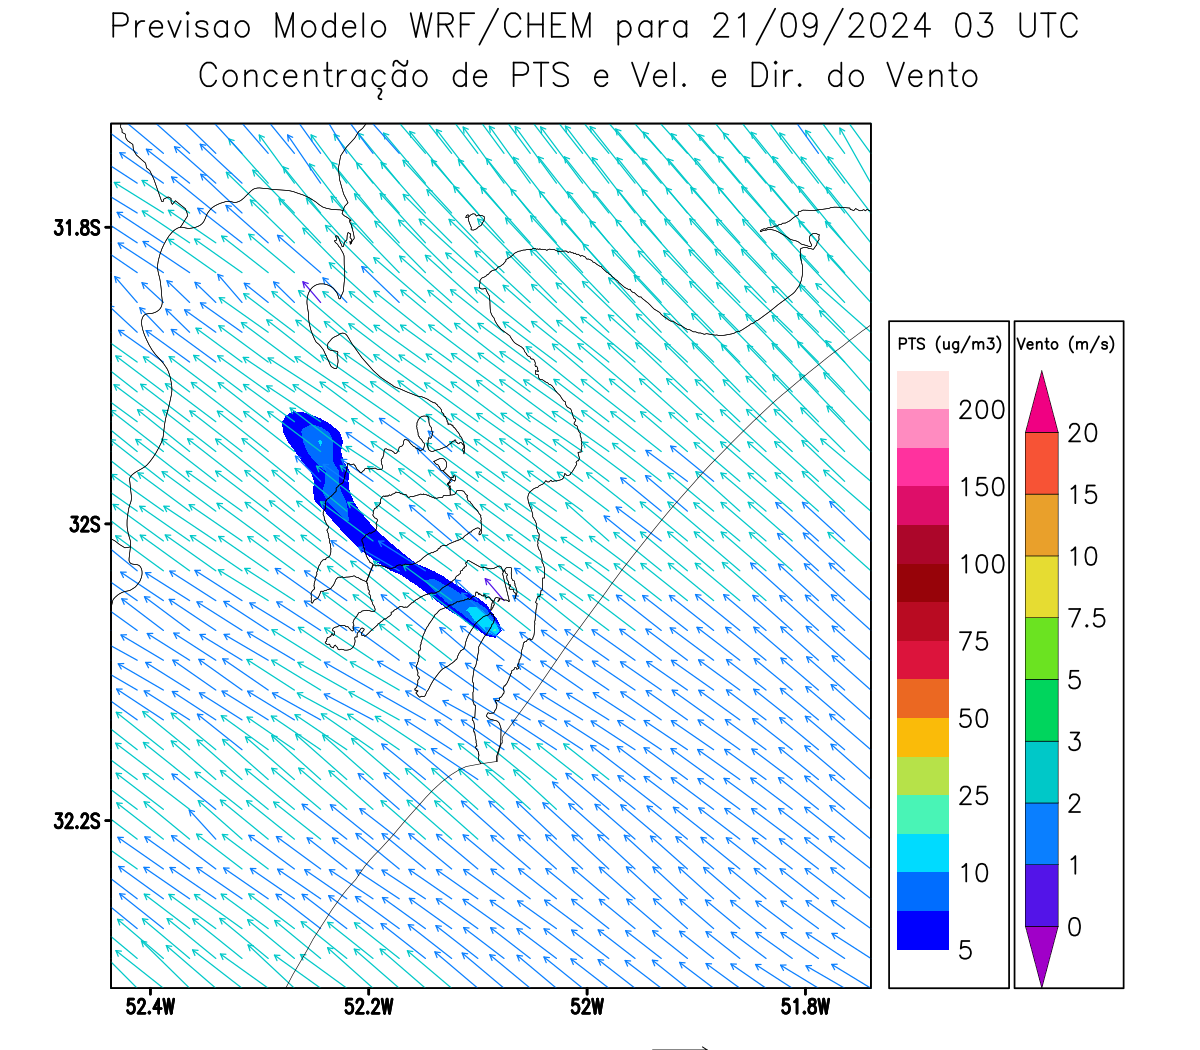 Previsao Modelo WRF/CHEM para 21/09/2024 03 UTC
Concentração de PTS e Vel. e Dir. do Vento
31.8S
32S
32.2S
52.4W
52.2W
52W
51.8W
PTS (ug/m3)
200
150
100
75
50
25
10
5
Vento (m/s)
20
15
10
7.5
5
3
2
1
0